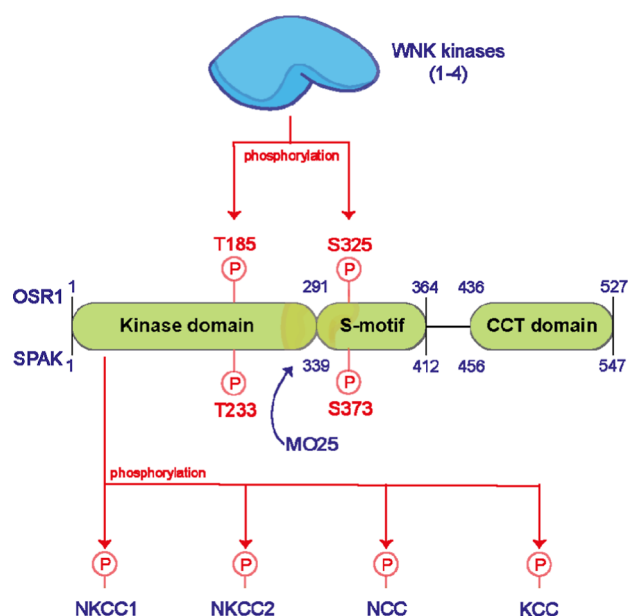 WNK kinases
(1-4)
phosphorylation
T185
S325
P
P
OSR1
1
291
364
436
527
Kinase domain
S-motif
CCT domain
SPAK
1
339
412
456
547
P
P
T233
S373
MO25
phosphorylation
P
P
P
P
NKCC1
NKCC2
NCC
KCC